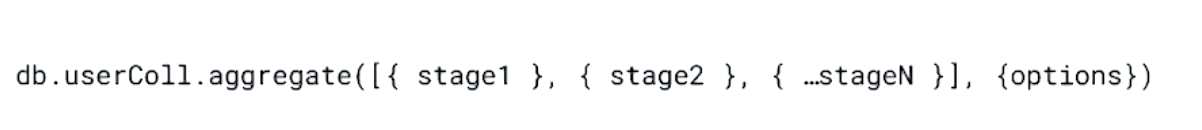 db.userColl.aggregate([{ stage1 }, { stage2 }, { …stageN }], {options})